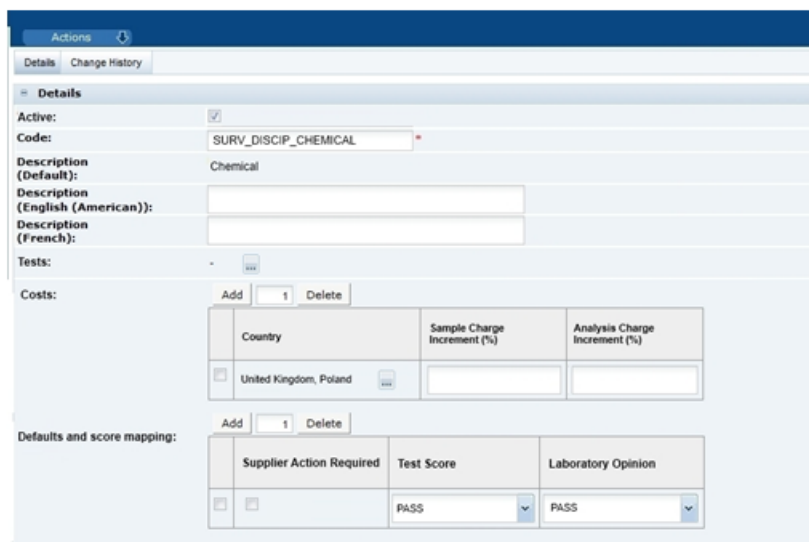 Actions
Details Change History
Details
Active:
Code: SURV_DISCIP_CHEMICAL *
Description
(Default): Chemical
Description
(English (American)):
Description
(French):
Tests: - ...
Costs: Add 1 Delete
Country Sample Charge Increment (%) Analysis Charge Increment (%)
United Kingdom, Poland ...
Defaults and score mapping: Add 1 Delete
Supplier Action Required Test Score Laboratory Opinion
PASS PASS